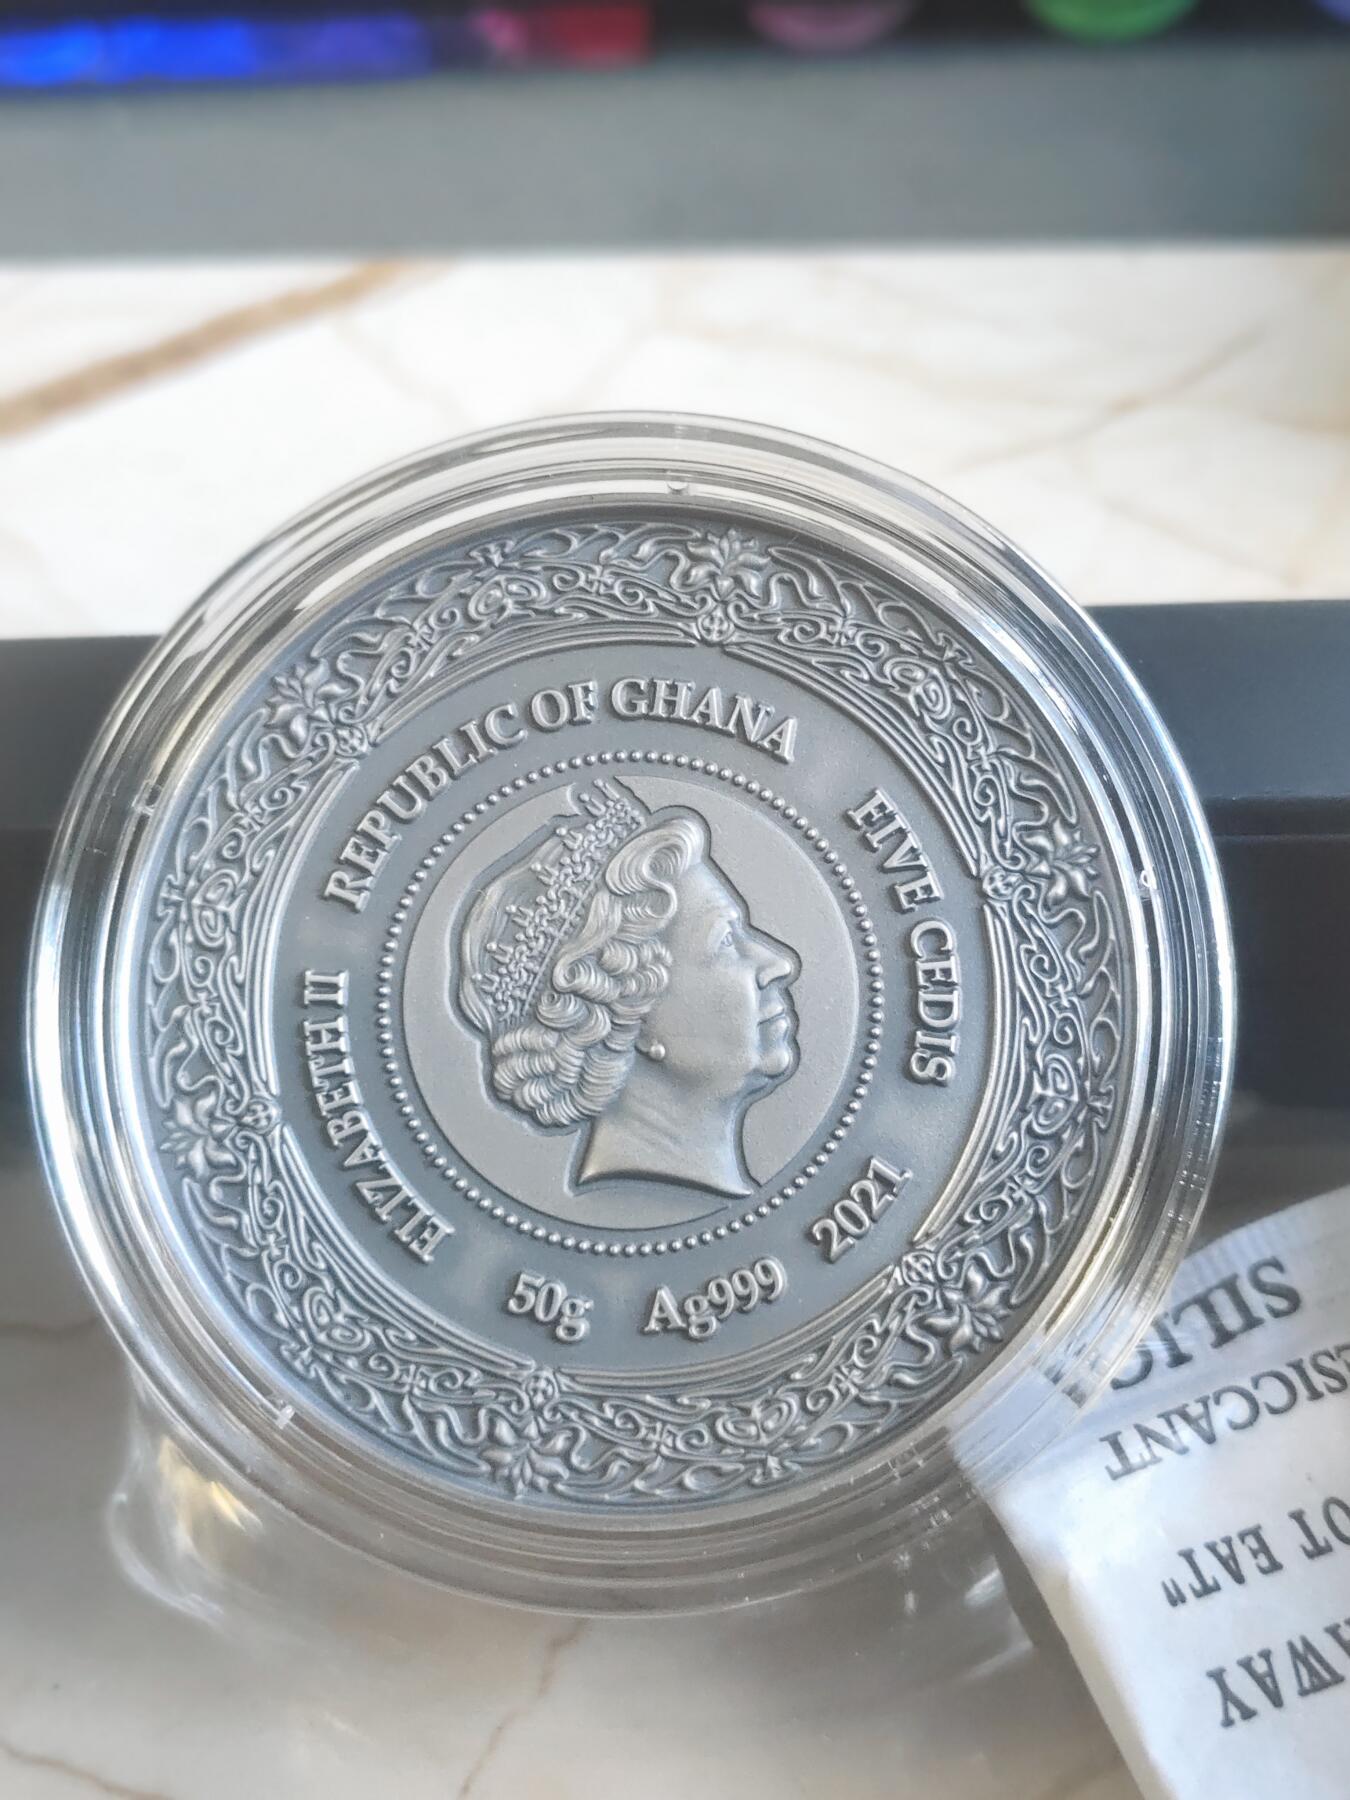 REPUBLIC OF GHANA
FIVE CEDIS
2021
Ag999
50g
ELIZABETH II
SILIC
ESICCANT
OT EAT"
AWAY